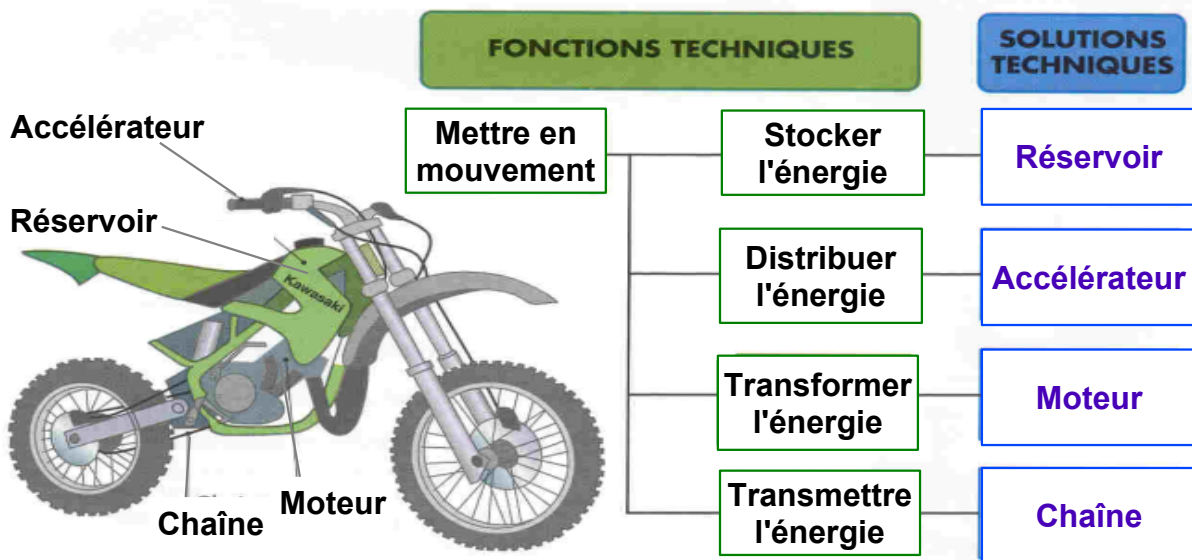 FONCTIONS TECHNIQUES
SOLUTIONS
TECHNIQUES
Accélérateur
Réservoir
Kawasaki
Chaîne
Moteur
Mettre en
mouvement
Stocker
l'énergie
Réservoir
Distribuer
l'énergie
Accélérateur
Transformer
l'énergie
Moteur
Transmettre
l'énergie
Chaîne